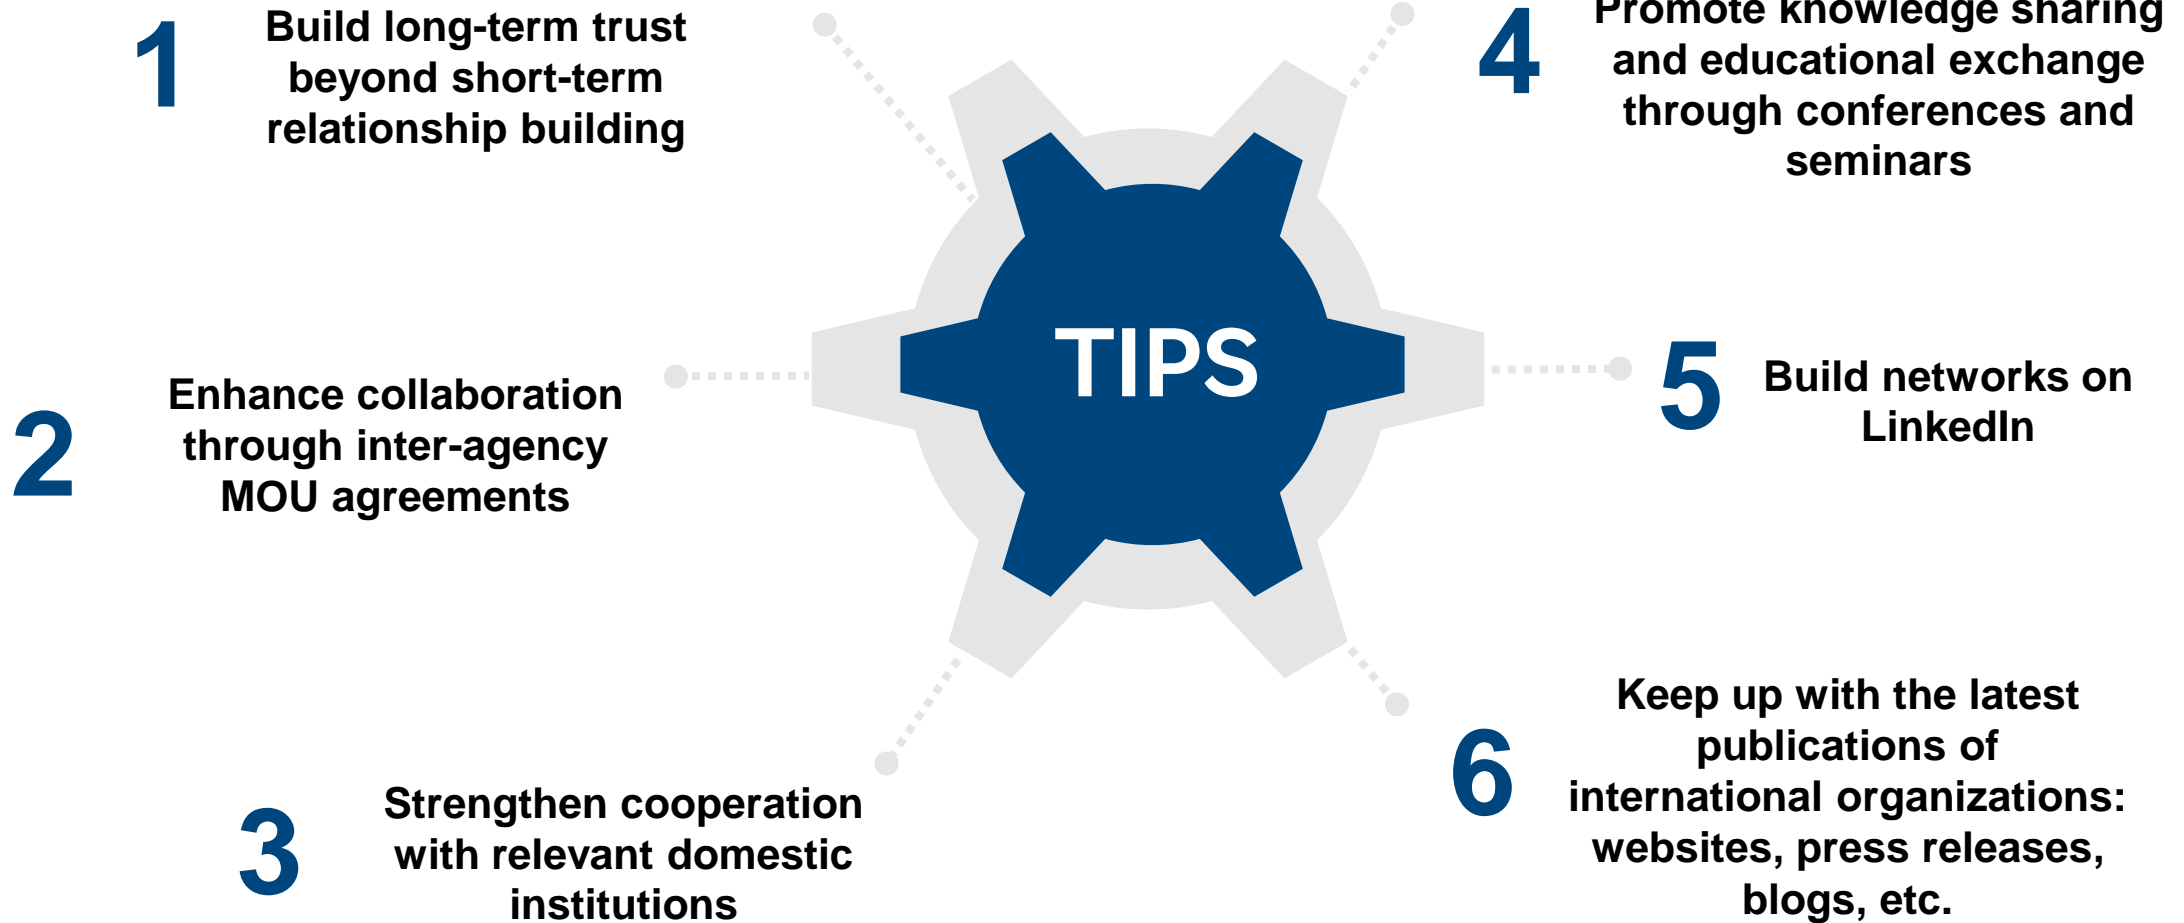 1
Build long-term trust
beyond short-term
relationship building
2
Enhance collaboration
through inter-agency
MOU agreements
3
Strengthen cooperation
with relevant domestic
institutions
TIPS
4
Promote knowledge sharing
and educational exchange
through conferences and
seminars
5
Build networks on
LinkedIn
6
Keep up with the latest
publications of
international organizations:
websites, press releases,
blogs, etc.